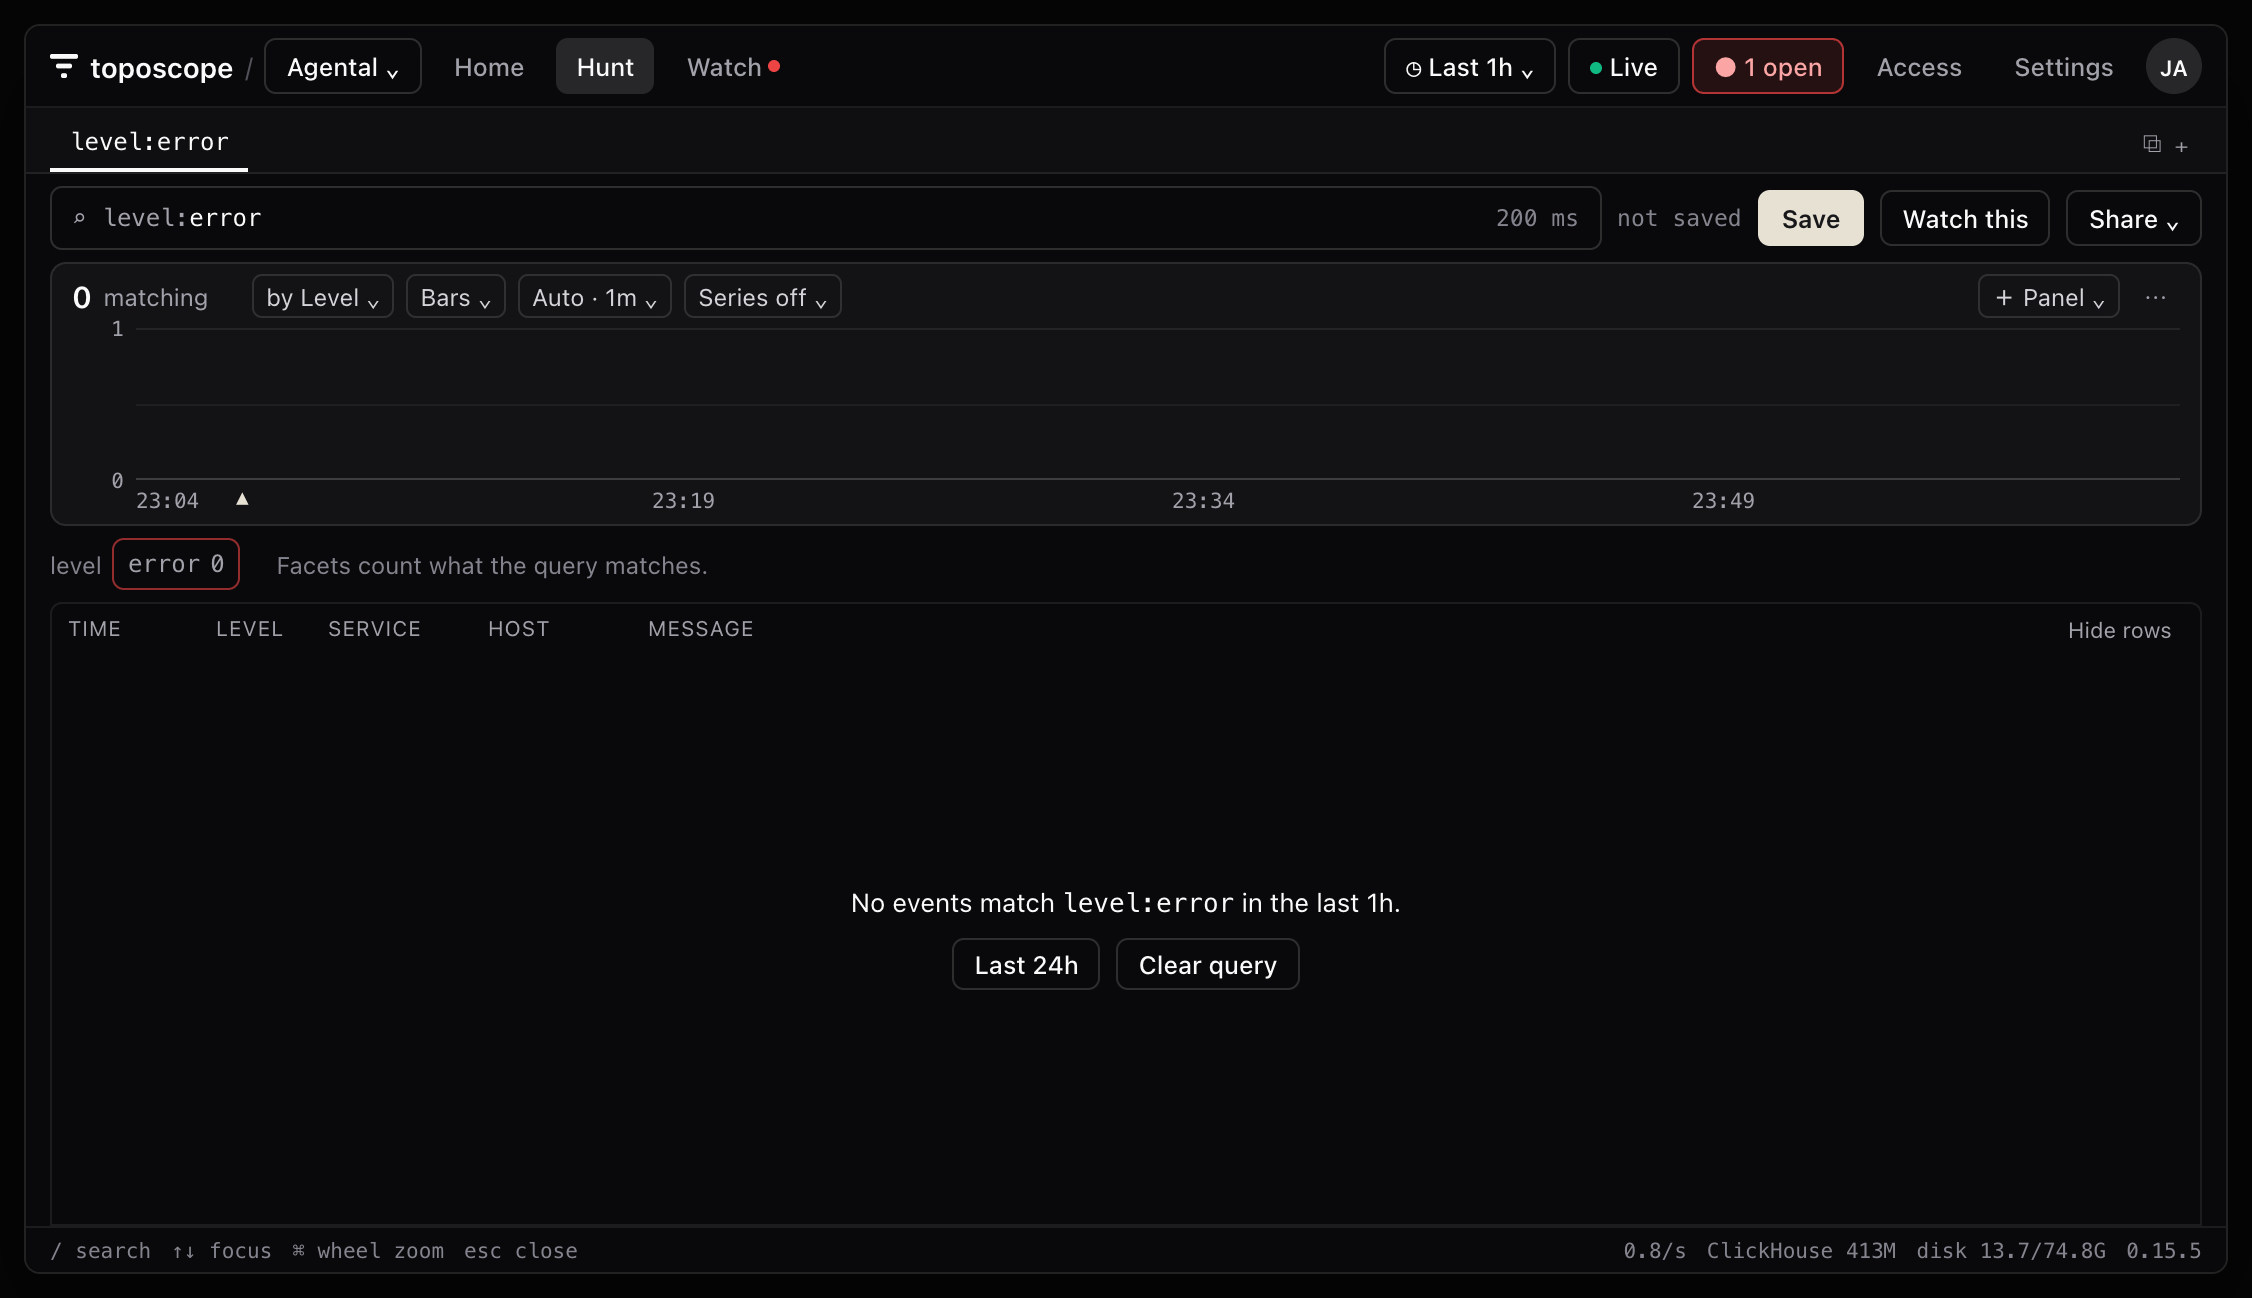 toposcope / Agental Home Hunt Watch Last 1h Live 1 open Access Settings JA
level:error +
level:error 200 ms not saved Save Watch this Share
0 matching by Level Bars Auto · 1m Series off + Panel ···
1
0
23:04 ▲ 23:19 23:34 23:49
level error 0 Facets count what the query matches.
TIME LEVEL SERVICE HOST MESSAGE Hide rows
No events match level:error in the last 1h.
Last 24h Clear query
/ search ↑↓ focus ⌘ wheel zoom esc close 0.8/s ClickHouse 413M disk 13.7/74.8G 0.15.5